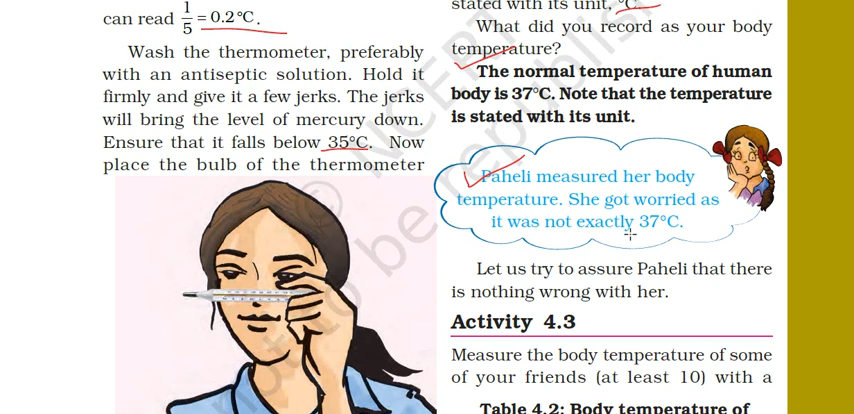 can read 1/5 = 0.2°C.
Wash the thermometer, preferably
with an antiseptic solution. Hold it
firmly and give it a few jerks. The jerks
will bring the level of mercury down.
Ensure that it falls below 35°C. Now
place the bulb of the thermometer
stated with its unit, °C.
What did you record as your body
temperature?
The normal temperature of human
body is 37°C. Note that the temperature
is stated with its unit.
Paheli measured her body
temperature. She got worried as
it was not exactly 37°C.
Let us try to assure Paheli that there
is nothing wrong with her.
Activity 4.3
Measure the body temperature of some
of your friends (at least 10) with a
Table 4.2: Body temperature of
© NCERT
not to be republish